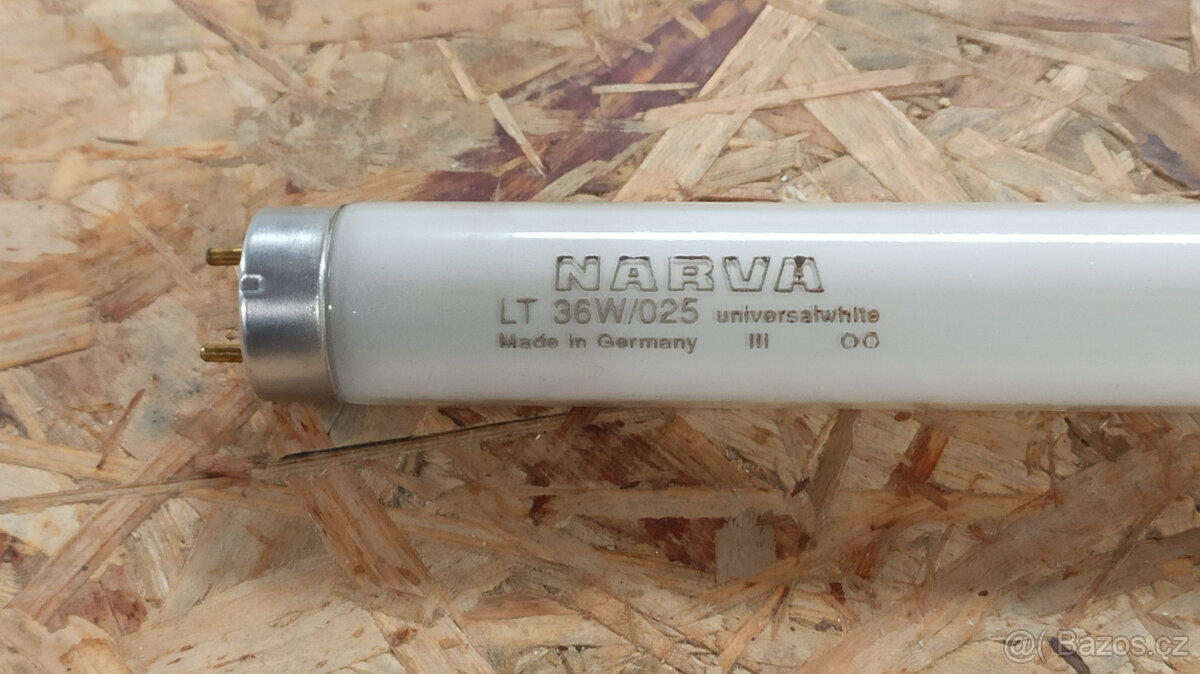 NARVA
LT 36W/025 universalwhite
Made in Germany III OO
@( Bazos.cz